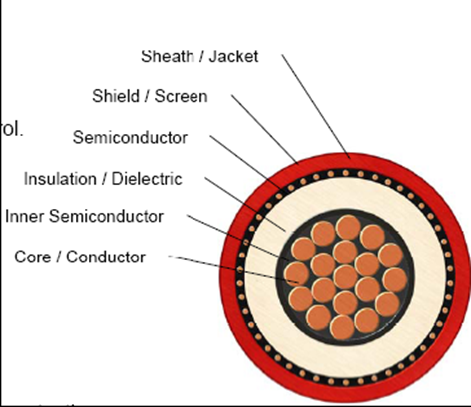 Sheath / Jacket
Shield / Screen
rol.
Semiconductor
Insulation / Dielectric
Inner Semiconductor
Core / Conductor